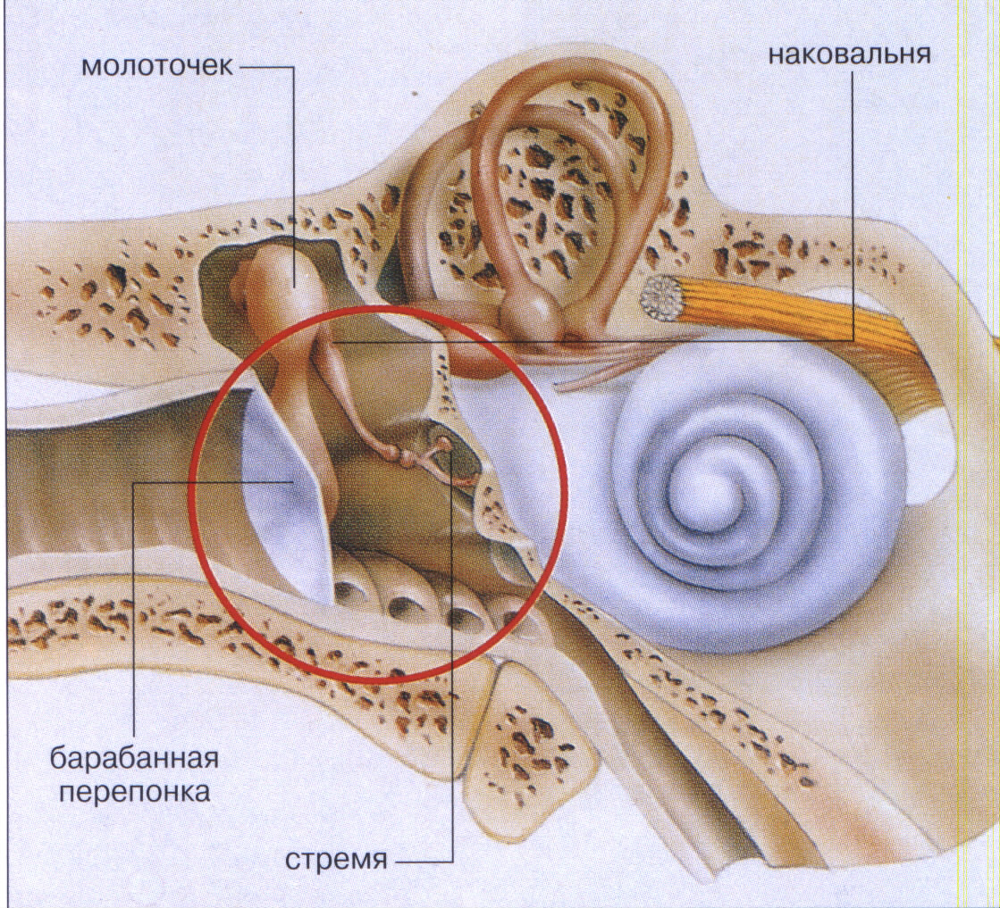 молоточек
наковальня
барабанная
перепонка
стремя